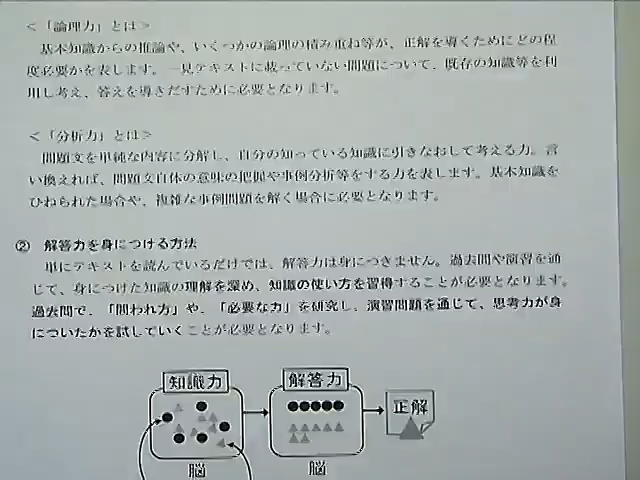 ＜「論理力」とは＞
基本知識からの推論や、いくつかの論理の積み重ね等が、正解を導くためにどの程
度必要かを表します。一見テキストに載っていない問題について、既存の知識等を利
用し考え、答えを導きだすために必要となります。
＜「分析力」とは＞
問題文を単純な内容に分解し、自分の知っている知識に引きなおして考える力。言
い換えれば、問題文自体の意味の把握や事例分析等をする力を表します。基本知識を
ひねられた場合や、複雑な事例問題を解く場合に必要となります。
② 解答力を身につける方法
単にテキストを読んでいるだけでは、解答力は身につきません。過去問や演習を通
じて、身につけた知識の理解を深め、知識の使い方を習得することが必要となります。
過去問で、「問われ方」や、「必要な力」を研究し、演習問題を通じて、思考力が身
についたかを試していくことが必要となります。
知識力
解答力
正解
脳
脳